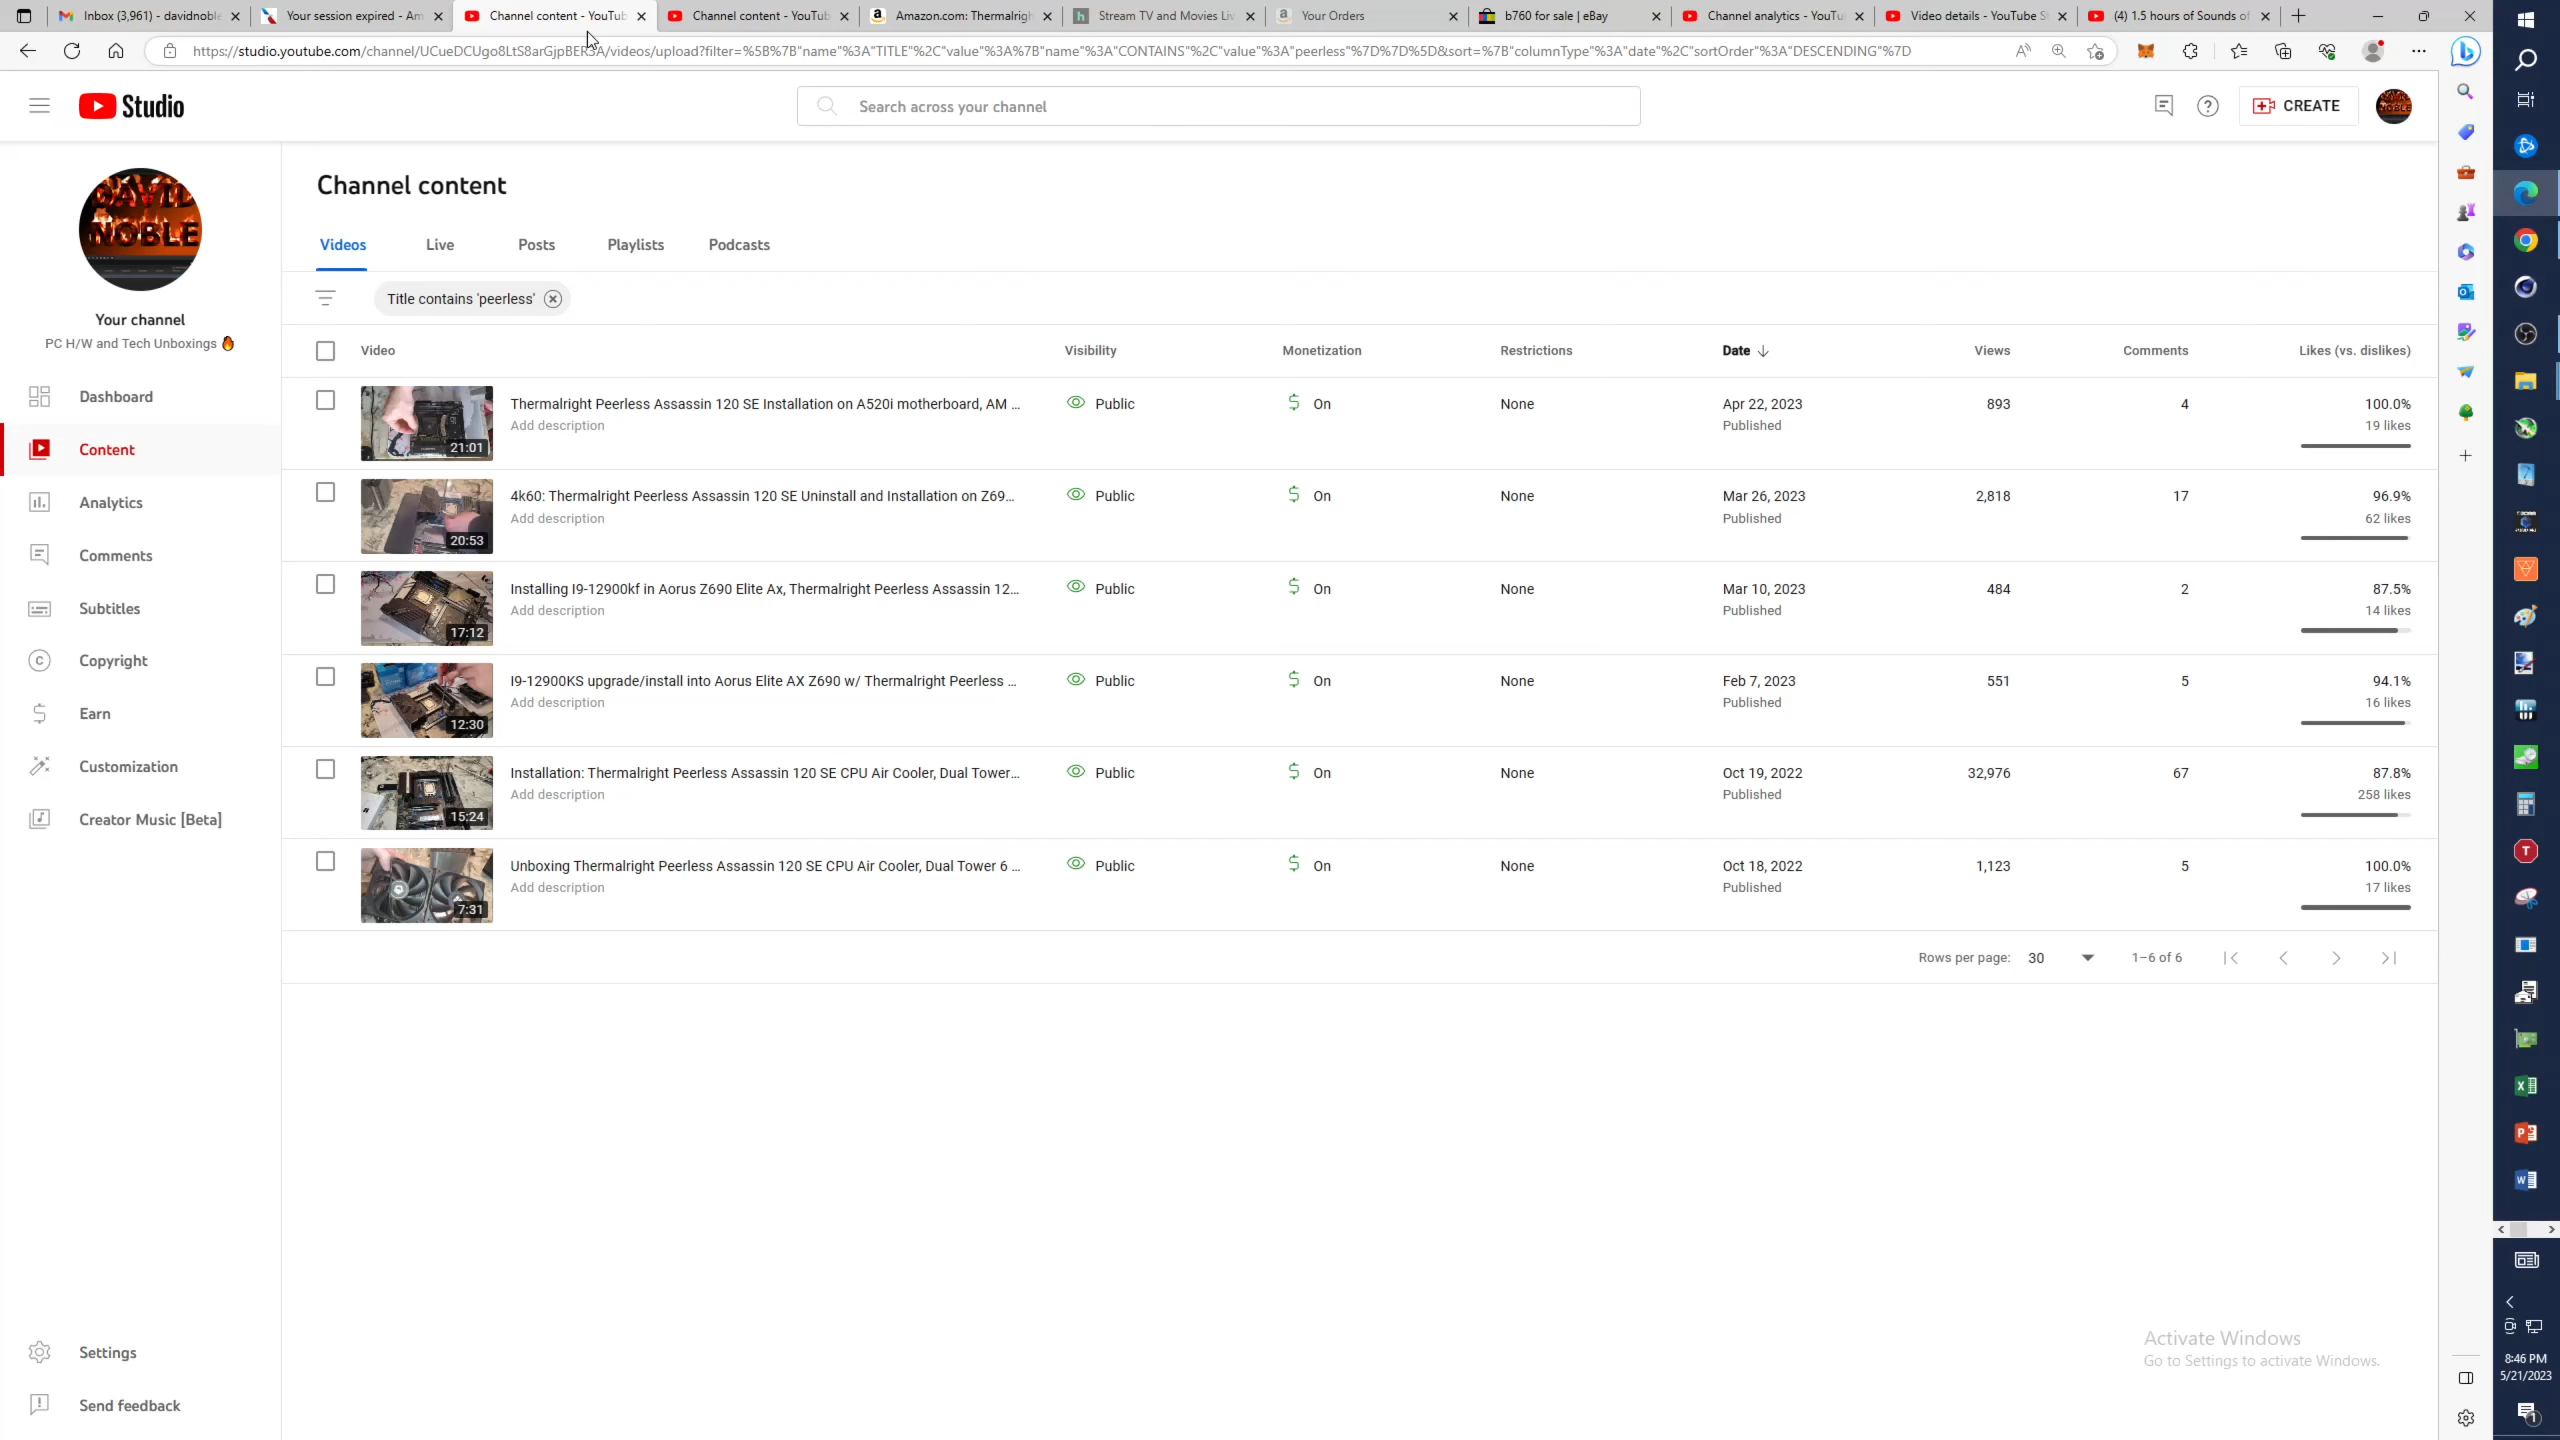 Inbox (3,961) - davidnoble
Your session expired - Am
Channel content - YouTub
Channel content - YouTub
Amazon.com: Thermalrigh
Stream TV and Movies Liv
Your Orders
b760 for sale | eBay
Channel analytics - YouTu
Video details - YouTube S
(4) 1.5 hours of Sounds of
https://studio.youtube.com/channel/UCueDCUgo8LtS8arGjpBER3A/videos/upload?filter=%5B%7B"name"%3A"TITLE"%2C"value"%3A%7B"name"%3A"CONTAINS"%2C"value"%3A"peerless"%7D%7D%5D&sort=%7B"columnType"%3A"date"%2C"sortOrder"%3A"DESCENDING"%7D
Studio
Search across your channel
CREATE
DAVID
NOBLE
Your channel
PC H/W and Tech Unboxings 🔥
Dashboard
Content
Analytics
Comments
Subtitles
Copyright
Earn
Customization
Creator Music [Beta]
Settings
Send feedback
Channel content
Videos Live Posts Playlists Podcasts
Title contains 'peerless'
Video Visibility Monetization Restrictions Date Views Comments Likes (vs. dislikes)
21:01
Thermalright Peerless Assassin 120 SE Installation on A520i motherboard, AM ... Public On None Apr 22, 2023 893 4 100.0%
Add description Published 19 likes
4k60: Thermalright Peerless Assassin 120 SE Uninstall and Installation on Z69... Public On None Mar 26, 2023 2,818 17 96.9%
Add description Published 62 likes
20:53
Installing I9-12900kf in Aorus Z690 Elite Ax, Thermalright Peerless Assassin 12... Public On None Mar 10, 2023 484 2 87.5%
Add description Published 14 likes
17:12
I9-12900KS upgrade/install into Aorus Elite AX Z690 w/ Thermalright Peerless ... Public On None Feb 7, 2023 551 5 94.1%
Add description Published 16 likes
12:30
Installation: Thermalright Peerless Assassin 120 SE CPU Air Cooler, Dual Tower... Public On None Oct 19, 2022 32,976 67 87.8%
Add description Published 258 likes
15:24
Unboxing Thermalright Peerless Assassin 120 SE CPU Air Cooler, Dual Tower 6 ... Public On None Oct 18, 2022 1,123 5 100.0%
Add description Published 17 likes
7:31
Rows per page: 30 1–6 of 6
Activate Windows
Go to Settings to activate Windows.
8:46 PM
5/21/2023
1